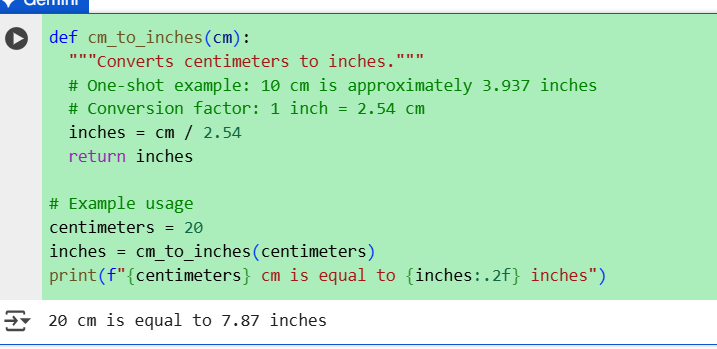 Gemini
def cm_to_inches(cm):
  """Converts centimeters to inches."""
  # One-shot example: 10 cm is approximately 3.937 inches
  # Conversion factor: 1 inch = 2.54 cm
  inches = cm / 2.54
  return inches

# Example usage
centimeters = 20
inches = cm_to_inches(centimeters)
print(f"{centimeters} cm is equal to {inches:.2f} inches")
20 cm is equal to 7.87 inches